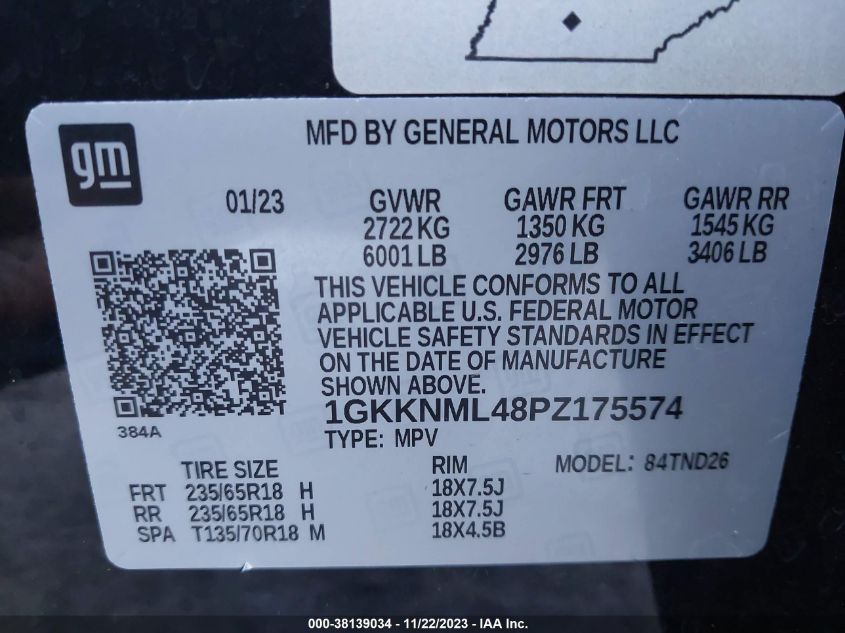 gm
MFD BY GENERAL MOTORS LLC
01/23 GVWR GAWR FRT GAWR RR
2722 KG 1350 KG 1545 KG
6001 LB 2976 LB 3406 LB
THIS VEHICLE CONFORMS TO ALL
APPLICABLE U.S. FEDERAL MOTOR
VEHICLE SAFETY STANDARDS IN EFFECT
ON THE DATE OF MANUFACTURE
SHOWN ABOVE.
1GKKNML48PZ175574
384A
TYPE: MPV
TIRE SIZE RIM MODEL: 84TND26
FRT 235/65R18 H 18X7.5J
RR 235/65R18 H 18X7.5J
SPA T135/70R18 M 18X4.5B
000-38139034 - 11/22/2023 - IAA Inc.